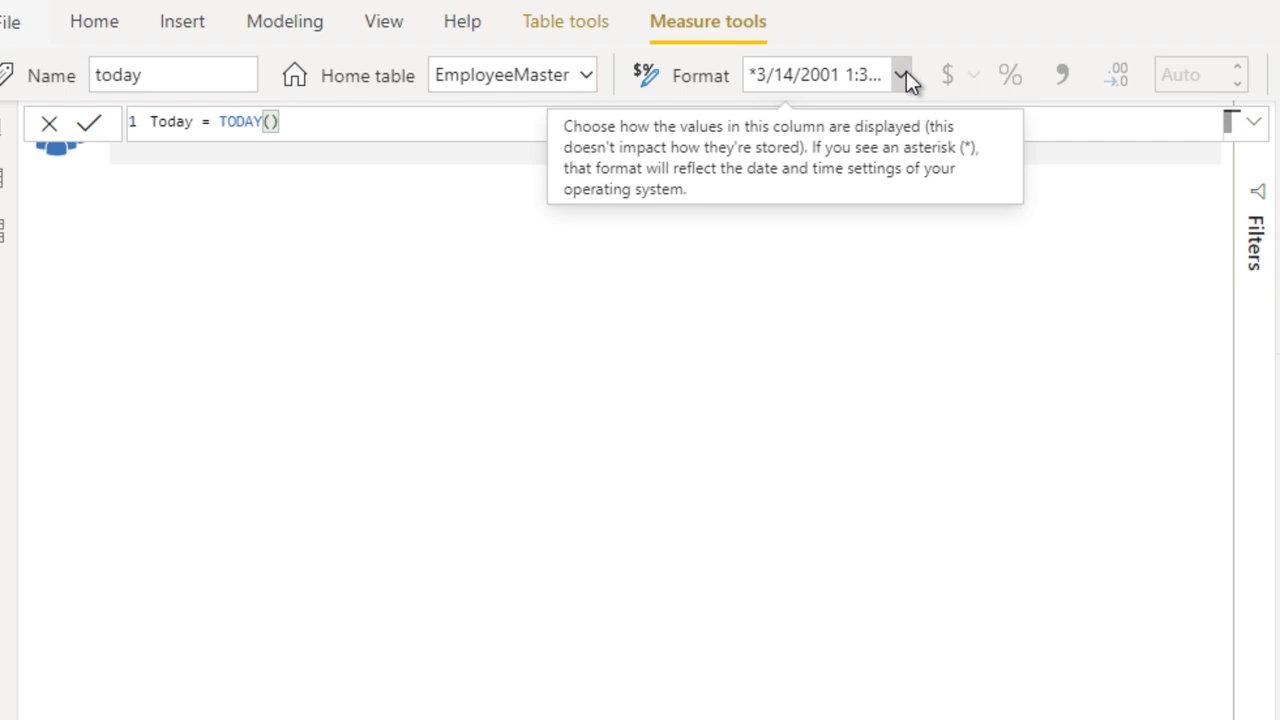 File Home Insert Modeling View Help Table tools Measure tools
Name today Home table EmployeeMaster $% Format *3/14/2001 1:3... $ % 9 .00 →.0 Auto
1 Today = TODAY()
Choose how the values in this column are displayed (this
doesn't impact how they're stored). If you see an asterisk (*),
that format will reflect the date and time settings of your
operating system.
Filters